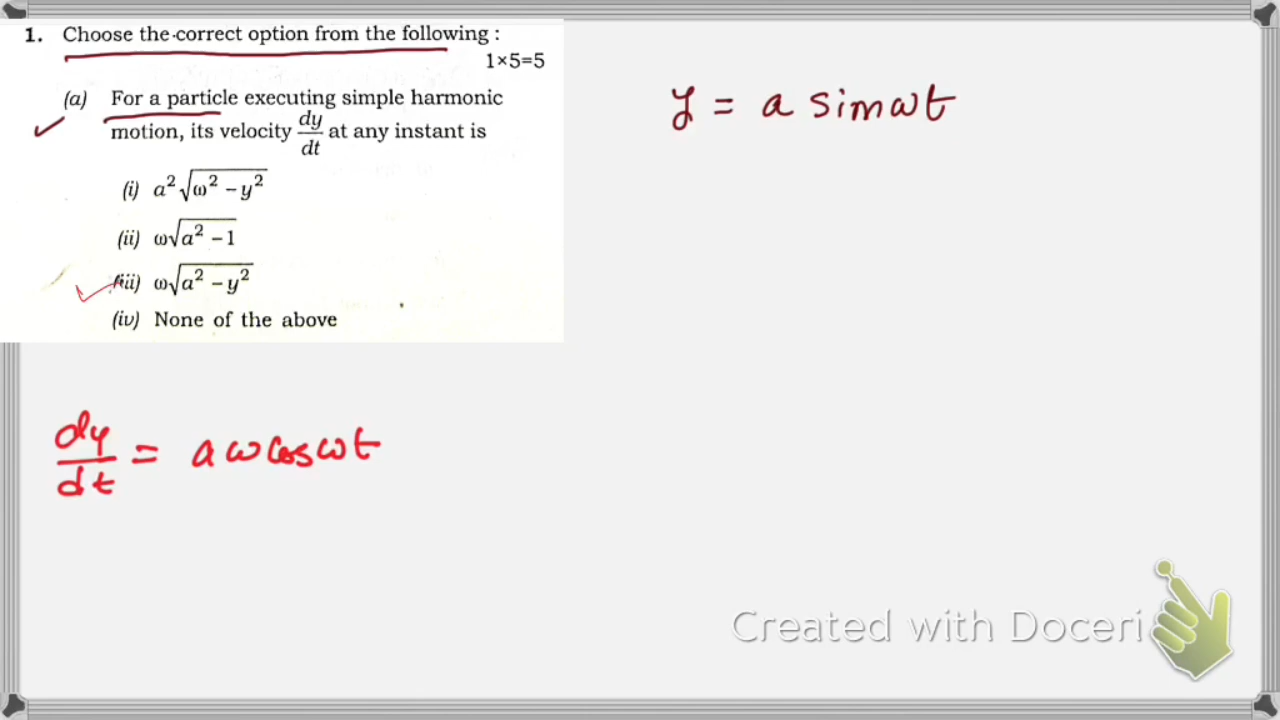 1. Choose the correct option from the following :
1×5=5
(a) For a particle executing simple harmonic
motion, its velocity dy/dt at any instant is
(i) a²√(ω² – y²)
(ii) ω√(a² – 1)
(iii) ω√(a² – y²)
(iv) None of the above
y = a sinωt
dy/dt = a ω cosωt
Created with Doceri